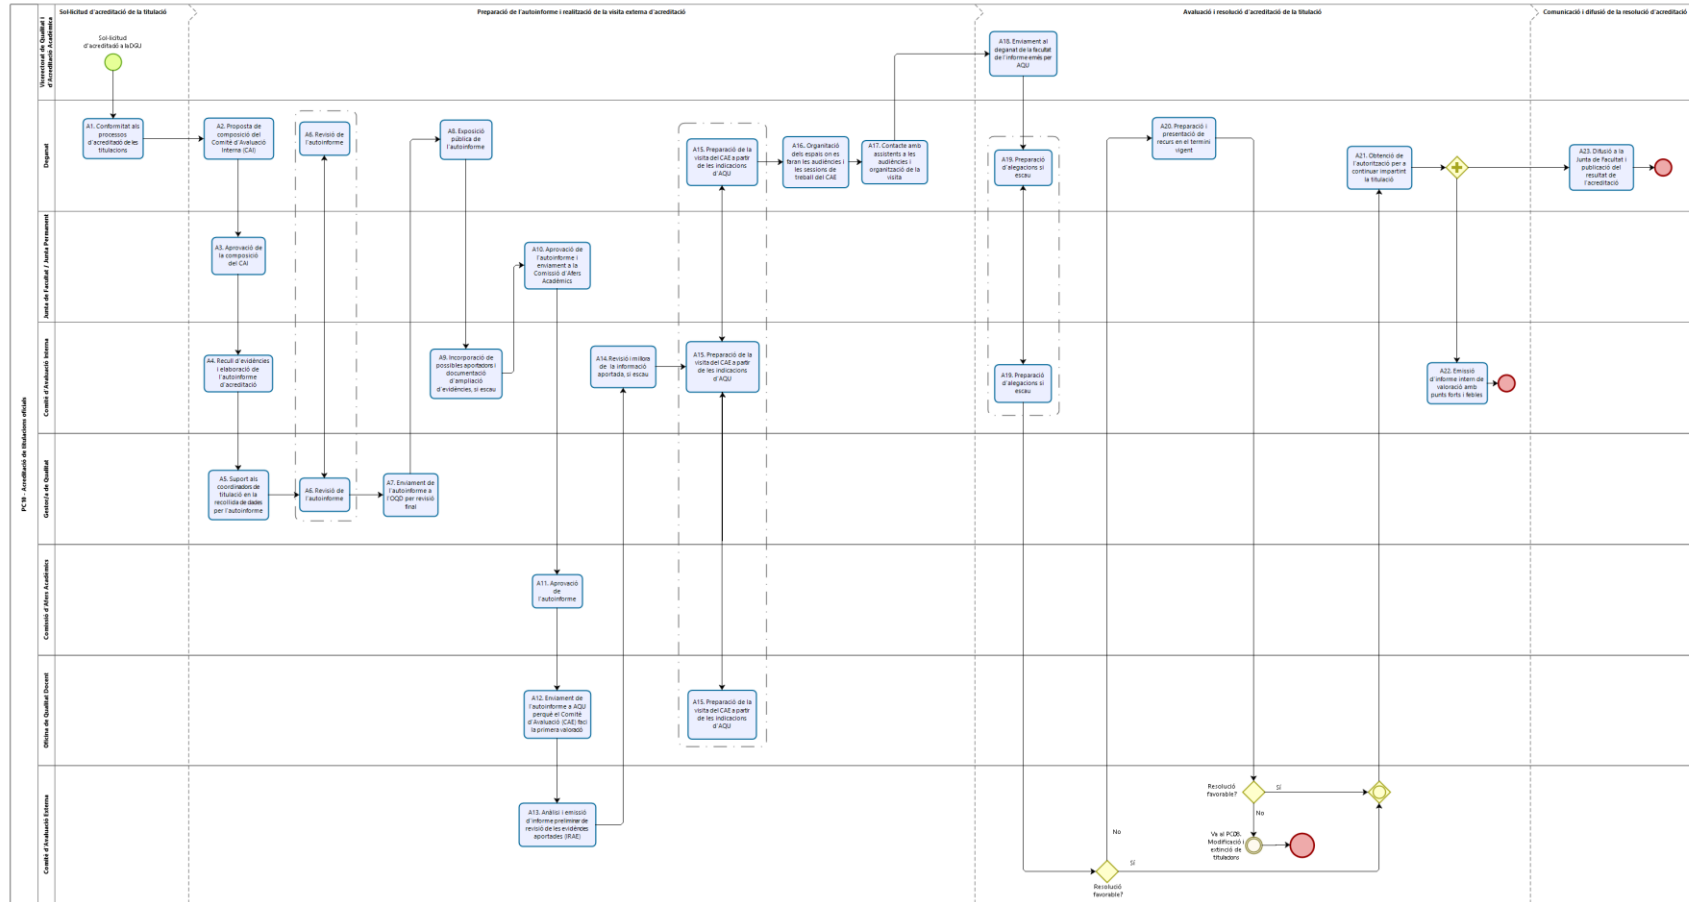 Sol·licitud d'acreditació de la titulació
Preparació de l'autoinforme i realització de la visita externa d'acreditació
Avaluació i resolució d'acreditació de la titulació
Comunicació i difusió de la resolució d'acreditació
PC18 - Acreditació de titulacions oficials
Vicerectorat de Qualitat i
d'Acreditació Acadèmica
Sol·licitud
d'acreditació a la DGU
A18. Enviament al
deganat de la facultat
de l'informe emès per
AQU
Deganat
A1. Conformitat als
processos
d'acreditació de les
titulacions
A2. Proposta de
composició del
Comitè d'Avaluació
Interna (CAI)
A6. Revisió de
l'autoinforme
A8. Exposició
pública de
l'autoinforme
A15. Preparació de la
visita del CAE a partir
de les indicacions
d'AQU
A16. Organització
dels espais on es
faran les audiències i
les sessions de
treball del CAE
A17. Contacte amb
assistents a les
audiències i
organització de la
visita
A19. Preparació
d'alegacions si
escau
A20. Preparació i
presentació de
recurs en el termini
vigent
A21. Obtenció de
l'autorització per a
continuar impartint
la titulació
A23. Difusió a la
Junta de Facultat i
publicació del
resultat de
l'acreditació
Junta de Facultat / Junta Permanent
A3. Aprovació de
la composició
del CAI
A10. Aprovació de
l'autoinforme i
enviament a la
Comissió d'Afers
Acadèmics
Comitè d'Avaluació Interna
A4. Recull d'evidències
i elaboració de
l'autoinforme
d'acreditació
A9. Incorporació de
possibles aportacions i
documentació
d'ampliació
d'evidències, si escau
A14. Revisió i millora
de la informació
aportada, si escau
A15. Preparació de la
visita del CAE a partir
de les indicacions
d'AQU
A19. Preparació
d'alegacions si
escau
A22. Emissió
d'informe intern de
valoració amb
punts forts i febles
Gestor/a de Qualitat
A5. Suport als
coordinadors de
titulació en la
recollida de dades
per l'autoinforme
A6. Revisió de
l'autoinforme
A7. Enviament de
l'autoinforme a
l'OQD per revisió
final
Comissió d'Afers Acadèmics
A11. Aprovació
de
l'autoinforme
Oficina de Qualitat Docent
A12. Enviament de
l'autoinforme a AQU
perquè el Comitè
d'Avaluació (CAE) faci
la primera valoració
A15. Preparació de la
visita del CAE a partir
de les indicacions
d'AQU
Comitè d'Avaluació Externa
A13. Anàlisi i emissió
d'informe preliminar de
revisió de les evidències
aportades (IRAE)
Resolució
favorable?
Sí
No
Va al PC08.
Modificació i
extinció de
titulacions
No
Sí
Resolució
favorable?